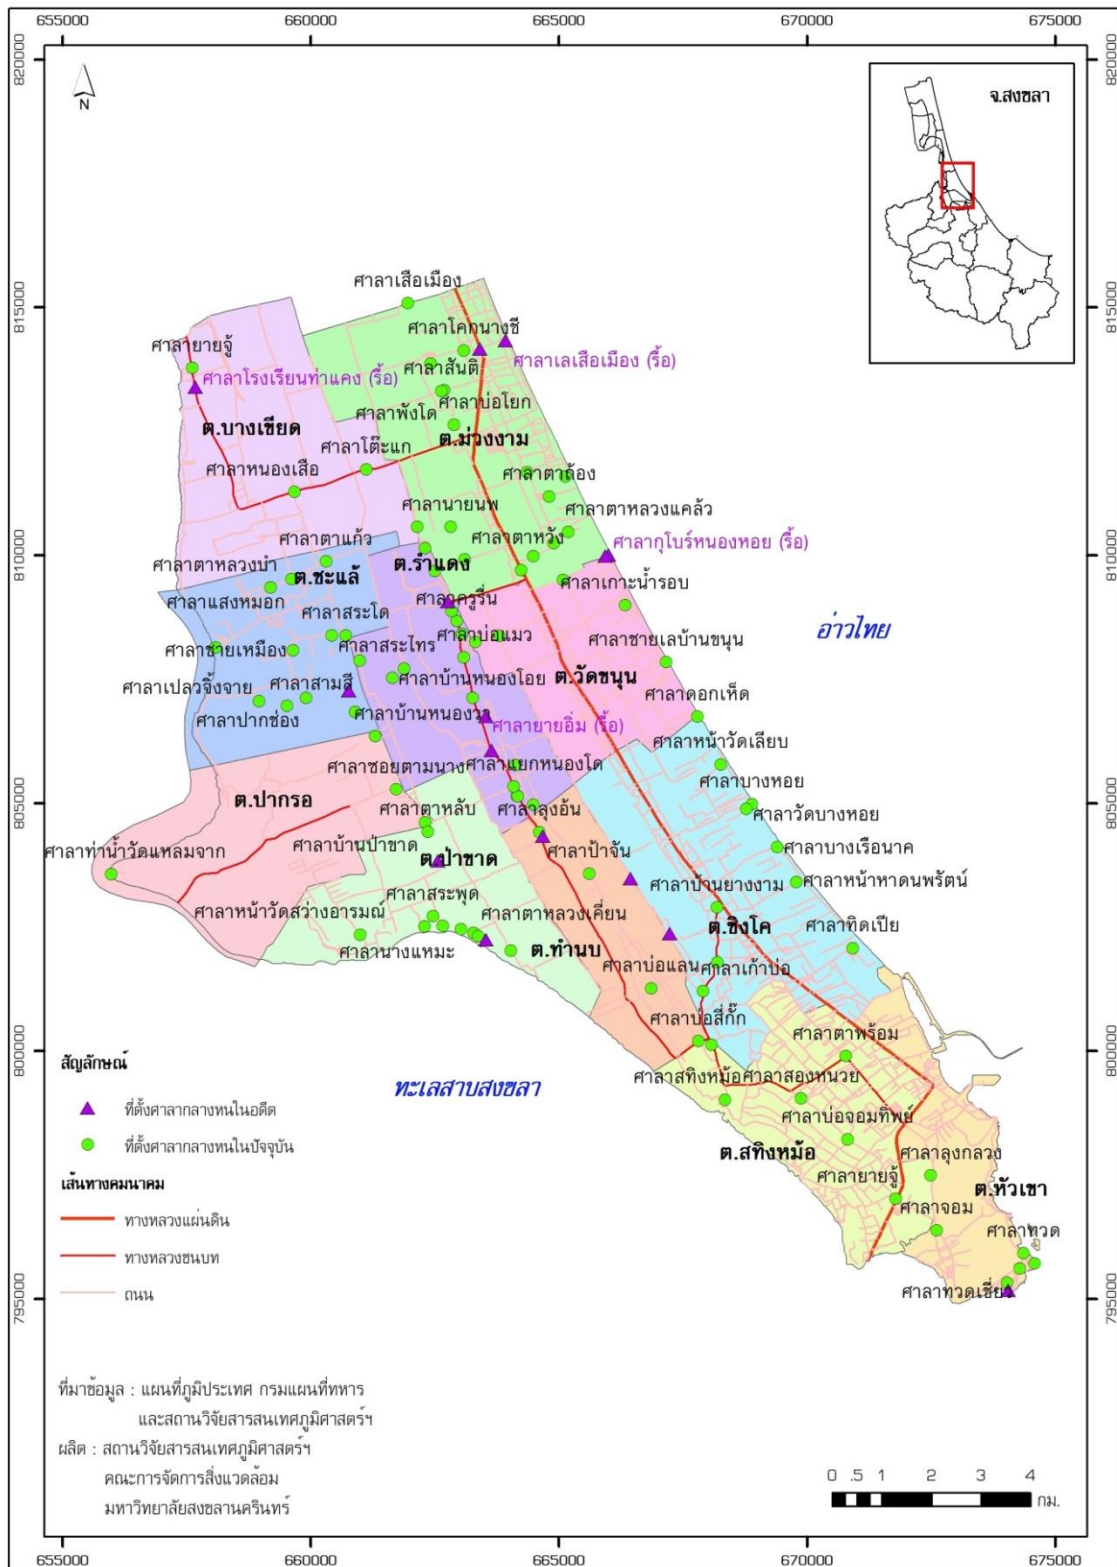 655000
660000
665000
670000
675000
820000
820000
N
จ.สงขลา
815000
815000
ศาลาเสือเมือง
ศาลาโคกนางชี
ศาลายายจู้
ศาลาเลเสือเมือง (รื้อ)
ศาลาสันติ
ศาลาโรงเรียนท่าแคง (รื้อ)
ศาลาพังโด
ศาลาบ่อโยก
ต.บางเขียด
ต.ม่วงงาม
ศาลาโต๊ะแก
ศาลาหนองเสือ
ศาลาตาถ้อง
ศาลานายนพ
ศาลาตาหลวงแคล้ว
ศาลาตาแก้ว
ศาลาตาหวัง
ศาลากุโบร์หนองหอย (รื้อ)
810000
810000
ศาลาตาหลวงบำ
ต.ชะแล้
ต.รำแดง
ศาลาเกาะน้ำรอบ
ศาลาแสงหมอก
ศาลาสระโด
ศาลาครูรื่น
อ่าวไทย
ศาลาชายเหมือง
ศาลาสระไทร
ศาลาบ่อแมว
ศาลาชายเลบ้านขนุน
ศาลาเปลวจิ้งจาย
ศาลาสามสี
ศาลาบ้านหนองโอย
ต.วัดขนุน
ศาลาดอกเห็ด
ศาลาปากช่อง
ศาลาบ้านหนองวา
ศาลายายอิ่ม (รื้อ)
ศาลาหน้าวัดเลียบ
ศาลาซอยตามนาง
ศาลาแยกหนองโด
ศาลาบางหอย
805000
805000
ต.ปากรอ
ศาลาตาหลับ
ศาลาลุงอ้น
ศาลาวัดบางหอย
ศาลาท่าน้ำวัดแหลมจาก
ศาลาบ้านป่าขาด
ต.ป่าขาด
ศาลาป้าจัน
ศาลาบางเรือนาค
ศาลาบ้านยางงาม
ศาลาหน้าหาดนพรัตน์
ศาลาสระพุด
ศาลาหน้าวัดสว่างอารมณ์
ศาลาตาหลวงเคี่ยน
ต.ชิงโค
ศาลาทิดเปีย
ศาลานางแหมะ
ต.ทำนบ
ศาลาบ่อแลน
ศาลาเก้าบ่อ
ศาลาบ่อสี่กั๊ก
ศาลาตาพร้อม
800000
800000
สัญลักษณ์
ทะเลสาบสงขลา
ศาลาสทิงหม้อ
ศาลาสองหนวย
ที่ตั้งศาลากลางหนในอดีต
ศาลาบ่อจอมทิพย์
ที่ตั้งศาลากลางหนในปัจจุบัน
ต.สทิงหม้อ
ศาลาลุงกลวง
เส้นทางคมนาคม
ศาลายายจู้
ต.หัวเขา
ทางหลวงแผ่นดิน
ศาลาจอม
ศาลาทวด
ทางหลวงชนบท
ถนน
795000
795000
ที่มาข้อมูล : แผนที่ภูมิประเทศ กรมแผนที่ทหาร
และสถานวิจัยสารสนเทศภูมิศาสตร์ฯ
ผลิต : สถานวิจัยสารสนเทศภูมิศาสตร์ฯ
คณะการจัดการสิ่งแวดล้อม
มหาวิทยาลัยสงขลานครินทร์
0 .5 1 2 3 4
กม.
655000
660000
665000
670000
675000